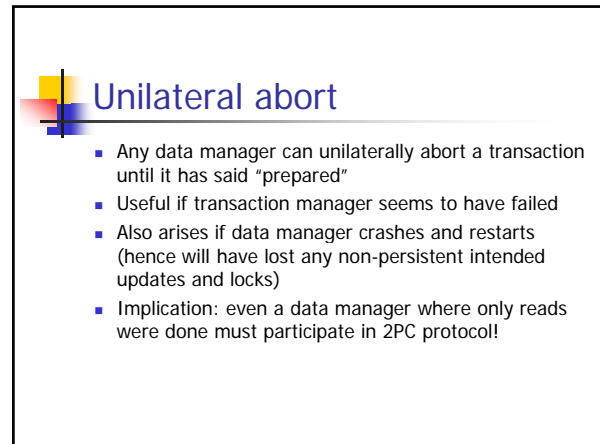 Unilateral abort
■ Any data manager can unilaterally abort a transaction
until it has said “prepared”
■ Useful if transaction manager seems to have failed
■ Also arises if data manager crashes and restarts
(hence will have lost any non-persistent intended
updates and locks)
■ Implication: even a data manager where only reads
were done must participate in 2PC protocol!